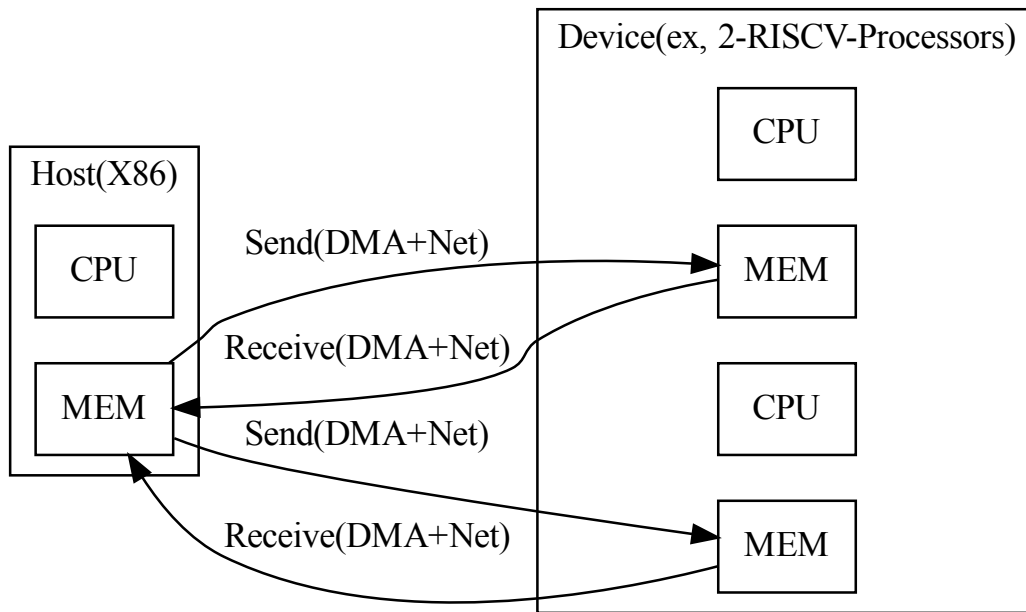 Device(ex, 2-RISCV-Processors)
CPU
Host(X86)
CPU
Send(DMA+Net)
MEM
Receive(DMA+Net)
MEM
CPU
Send(DMA+Net)
Receive(DMA+Net)
MEM